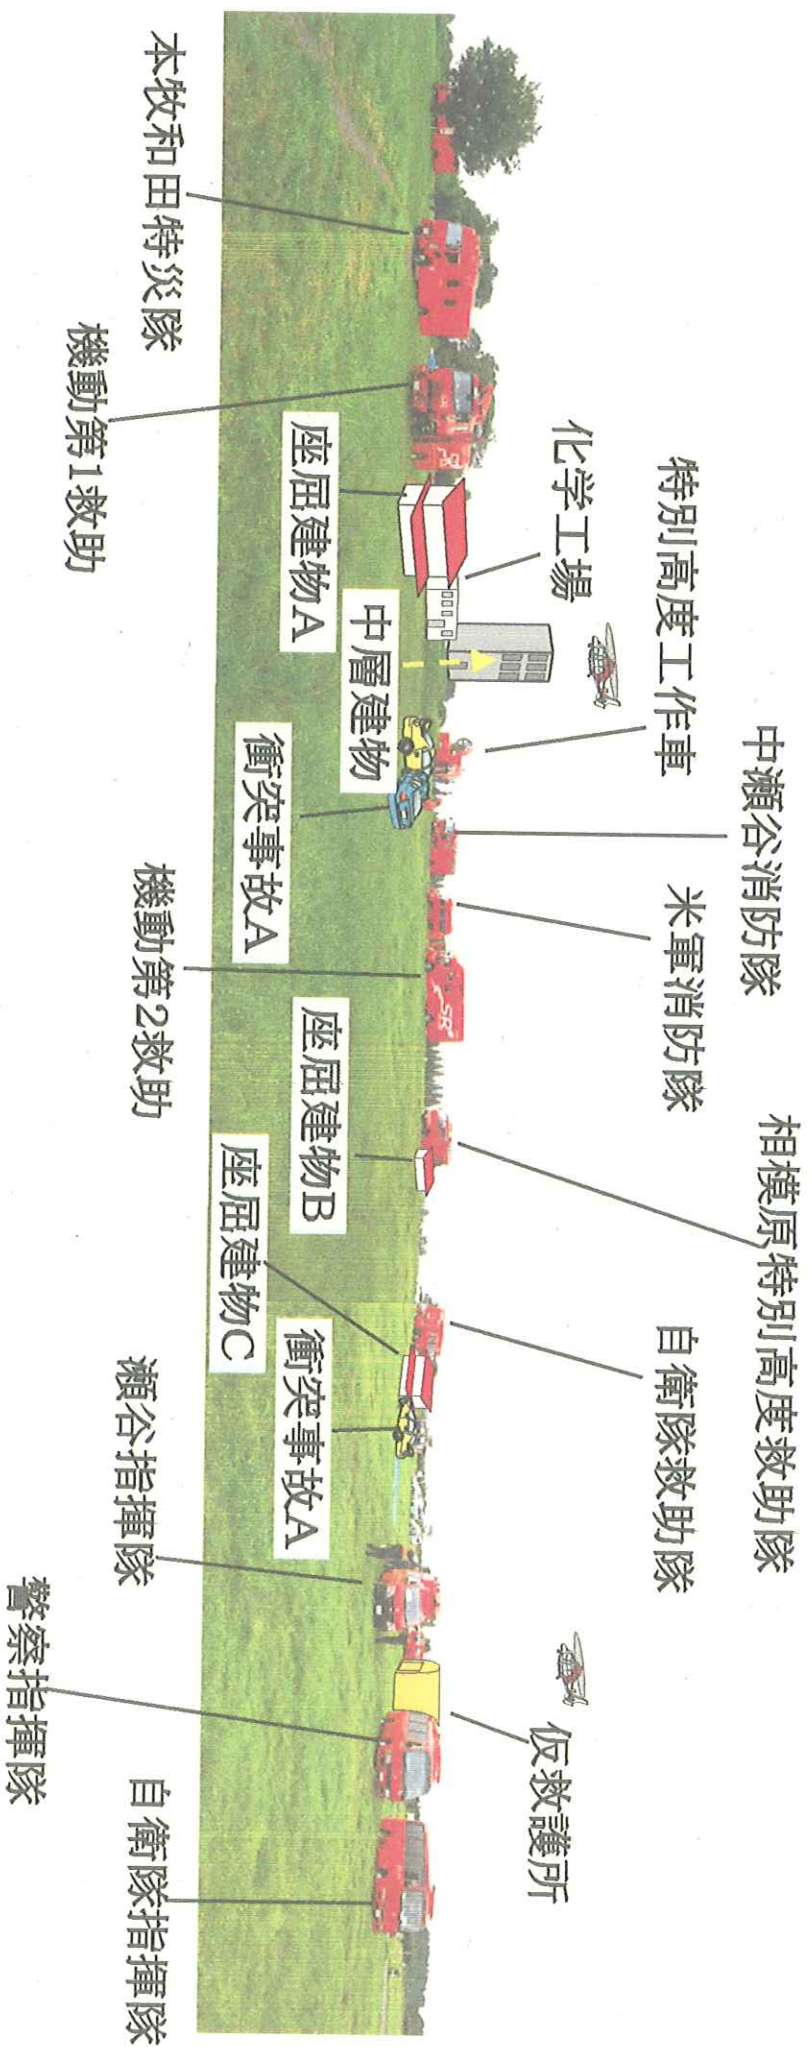 中瀬谷消防隊
相模原特別高度救助隊
特別高度工作車
米軍消防隊
自衛隊救助隊
化学工場
仮救護所
座屈建物A
中層建物
座屈建物B
衝突事故A
衝突事故A
座屈建物C
本牧和田特災隊
機動第1救助
機動第2救助
瀬谷指揮隊
自衛隊指揮隊
警察指揮隊
SR